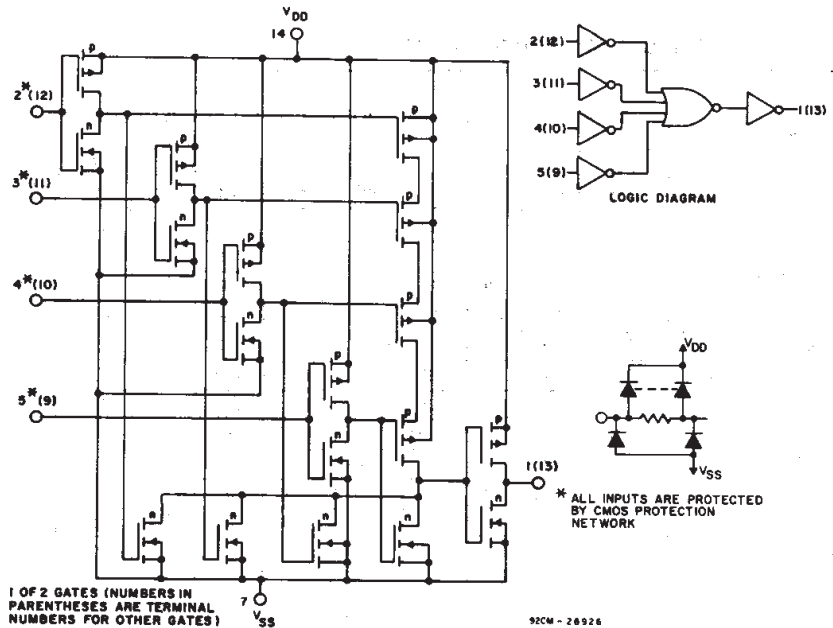 VDD
14
p
2*(12)
n
p
3*(11)
n
p
4*(10)
n
p
5*(9)
n
p
p
p
p
p
1(13)
n
n
n
n
n
7
VSS
1 OF 2 GATES (NUMBERS IN
PARENTHESES ARE TERMINAL
NUMBERS FOR OTHER GATES)
2(12)
3(11)
4(10)
5(9)
1(13)
LOGIC DIAGRAM
VDD
VSS
* ALL INPUTS ARE PROTECTED
BY CMOS PROTECTION
NETWORK
92CM-28926